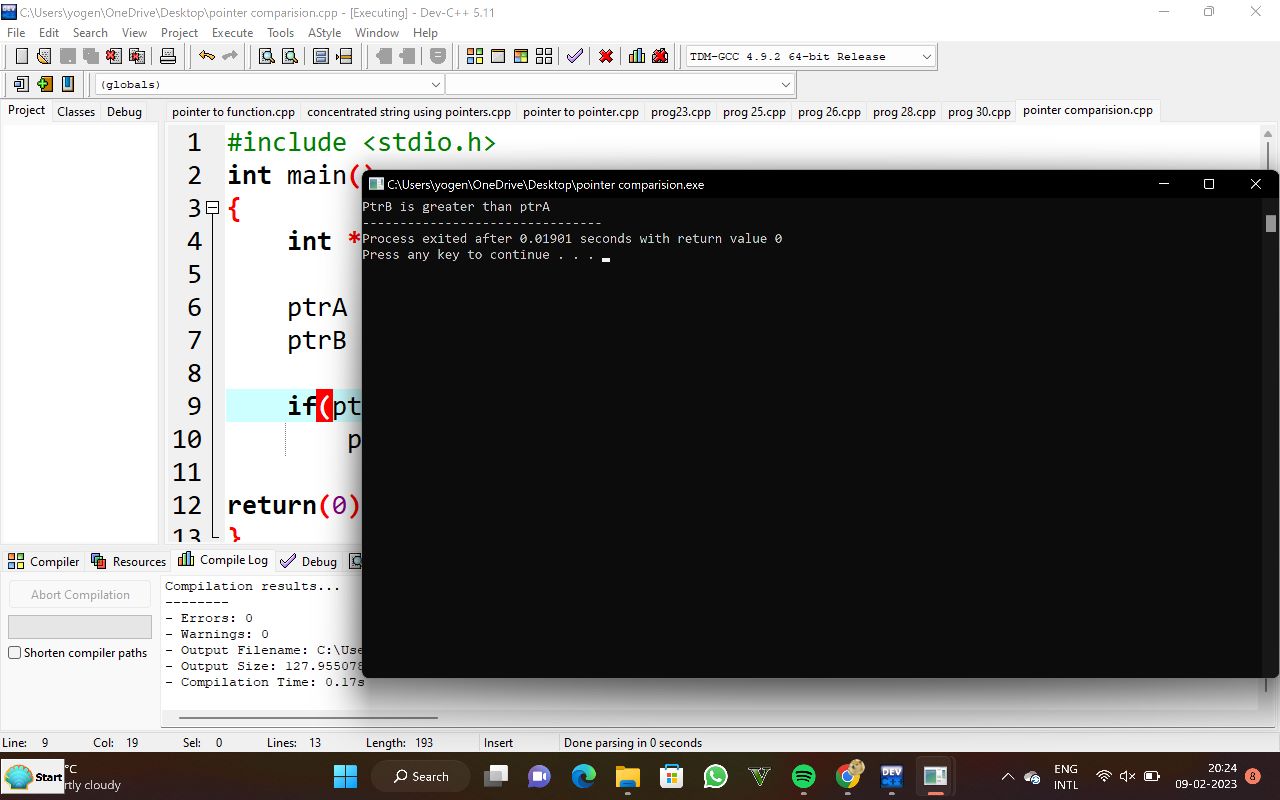 C:\Users\yogen\OneDrive\Desktop\pointer comparision.cpp - [Executing] - Dev-C++ 5.11
File Edit Search View Project Execute Tools AStyle Window Help
TDM-GCC 4.9.2 64-bit Release
(globals)
Project Classes Debug
pointer to function.cpp concentrated string using pointers.cpp pointer to pointer.cpp prog23.cpp prog 25.cpp prog 26.cpp prog 28.cpp prog 30.cpp pointer comparision.cpp
1 #include <stdio.h>
2 int main()
3 {
4 int *
5
6 ptrA
7 ptrB
8
9 if(pt
10 p
11
12 return(0)
13 }
C:\Users\yogen\OneDrive\Desktop\pointer comparision.exe
PtrB is greater than ptrA
--------------------------------
Process exited after 0.01901 seconds with return value 0
Press any key to continue . . .
Compiler Resources Compile Log Debug
Abort Compilation
Shorten compiler paths
Compilation results...
--------
- Errors: 0
- Warnings: 0
- Output Filename: C:\Use
- Output Size: 127.955078
- Compilation Time: 0.17s
Line: 9 Col: 19 Sel: 0 Lines: 13 Length: 193 Insert Done parsing in 0 seconds
Start
°C
rtly cloudy
Search
DEV
ENG
INTL
20:24
09-02-2023
8